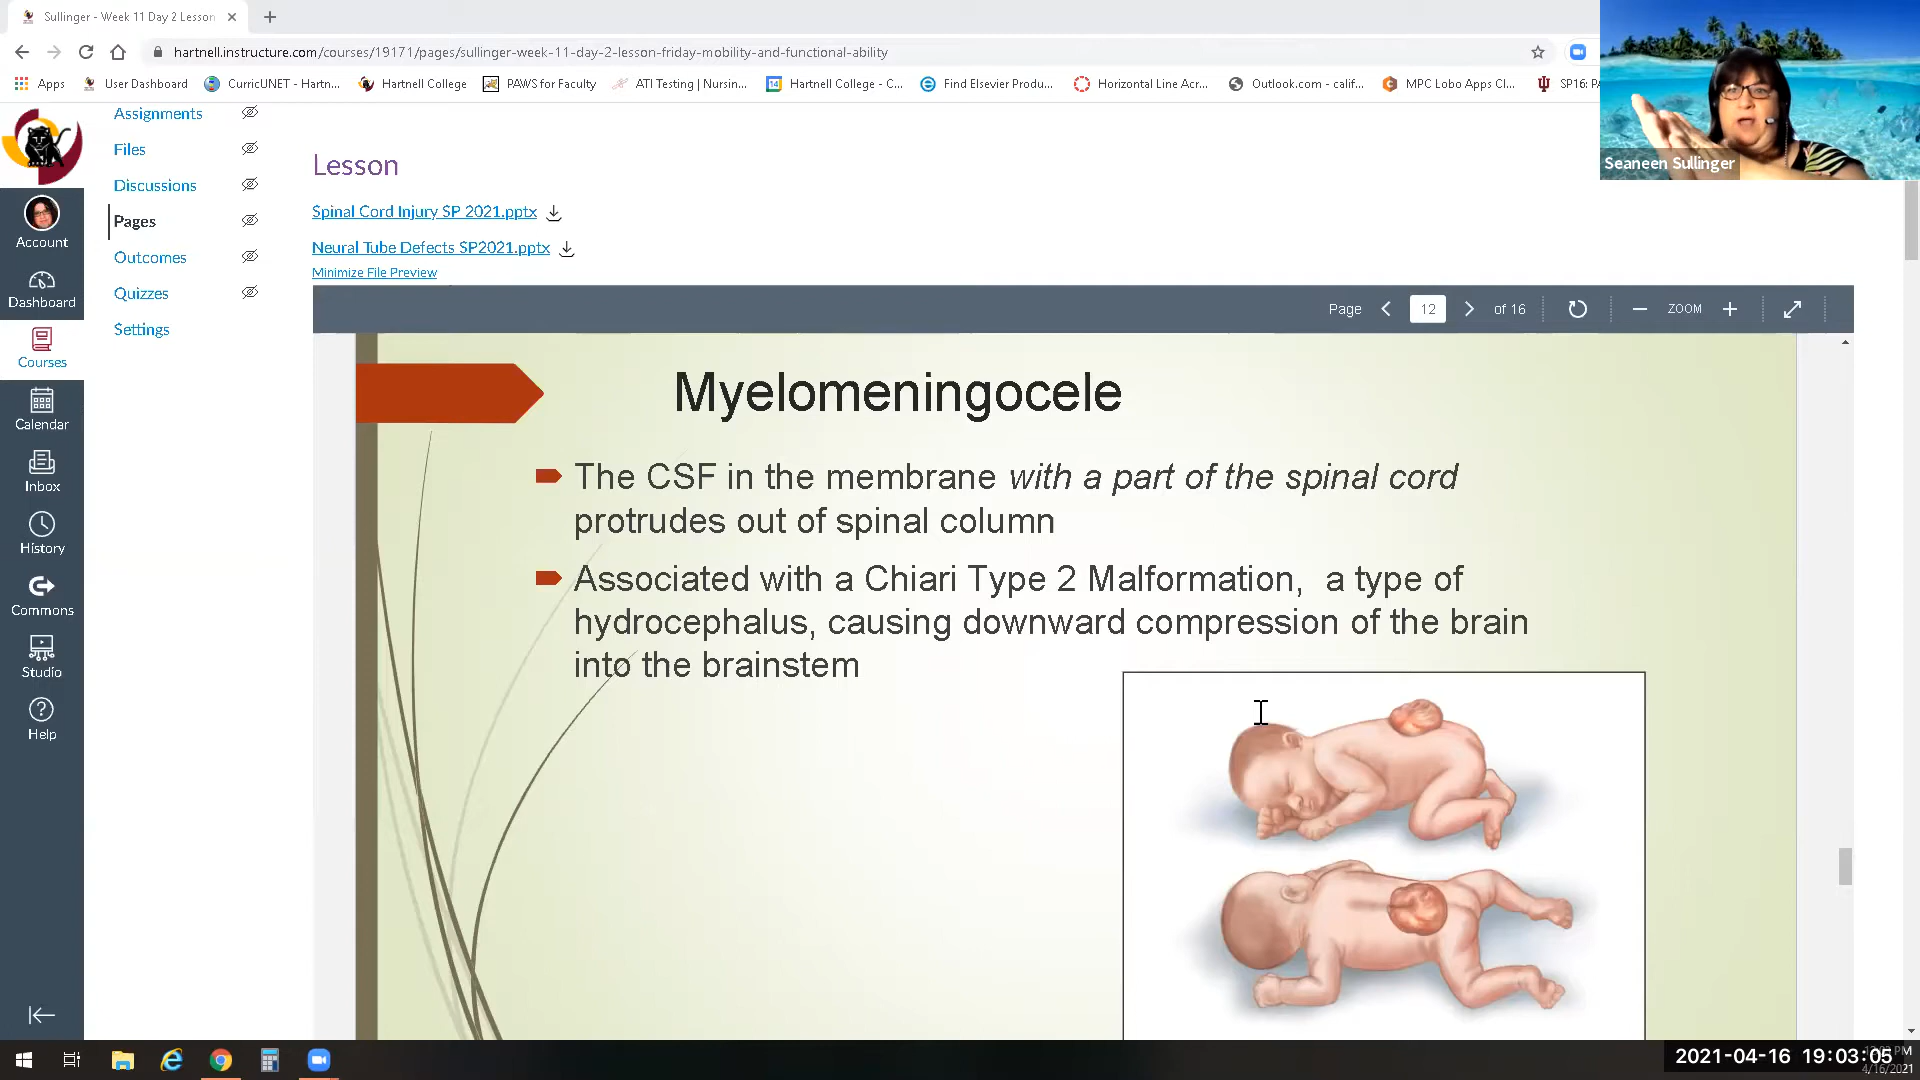 Sullinger - Week 11 Day 2 Lesson
hartnell.instructure.com/courses/19171/pages/sullinger-week-11-day-2-lesson-friday-mobility-and-functional-ability
Apps User Dashboard CurricUNET - Hartn... Hartnell College PAWS for Faculty ATI Testing | Nursin... Hartnell College - C... Find Elsevier Produ... Horizontal Line Acr... Outlook.com - calif... MPC Lobo Apps Cl... SP16:
Seaneen Sullinger
Account
Dashboard
Courses
Calendar
Inbox
History
Commons
Studio
Help
Assignments
Files
Discussions
Pages
Outcomes
Quizzes
Settings
Lesson
Spinal Cord Injury SP 2021.pptx
Neural Tube Defects SP2021.pptx
Minimize File Preview
Page 12 of 16 ZOOM
Myelomeningocele
The CSF in the membrane with a part of the spinal cord
protrudes out of spinal column
Associated with a Chiari Type 2 Malformation, a type of
hydrocephalus, causing downward compression of the brain
into the brainstem
2021-04-16 19:03:05
4/16/2021